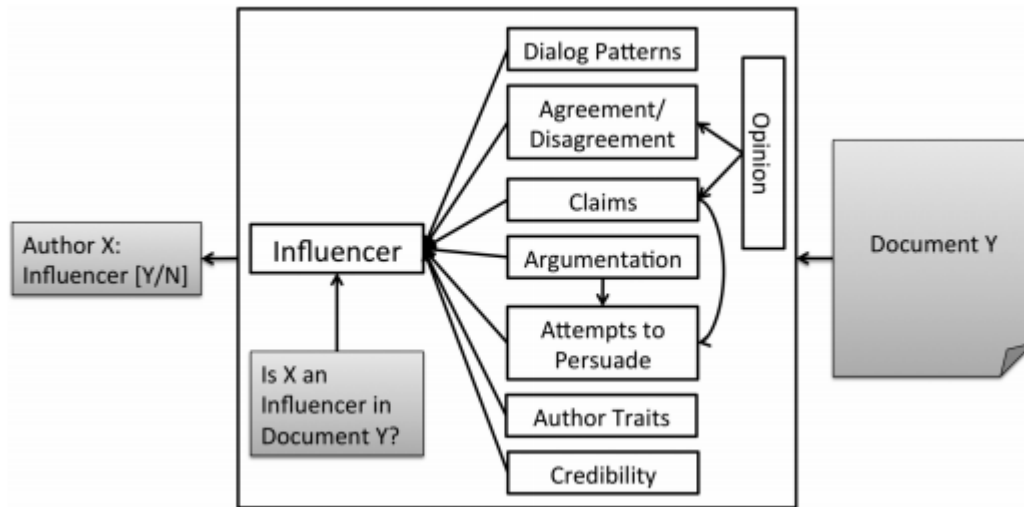 Dialog Patterns
Agreement/
Disagreement
Opinion
Claims
Author X:
Influencer [Y/N]
Influencer
Argumentation
Document Y
Attempts to
Persuade
Is X an
Influencer in
Document Y?
Author Traits
Credibility